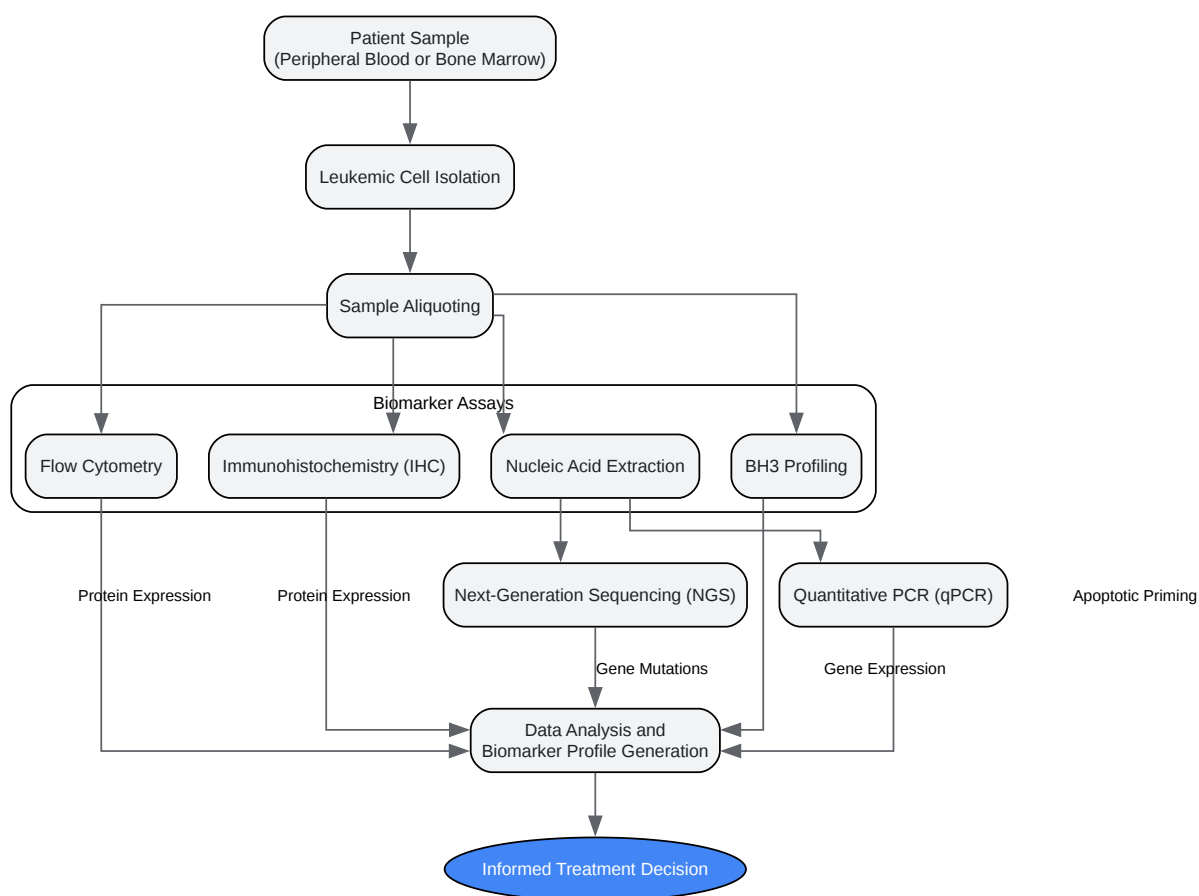 Patient Sample
(Peripheral Blood or Bone Marrow)
Leukemic Cell Isolation
Sample Aliquoting
Biomarker Assays
Flow Cytometry
Immunohistochemistry (IHC)
Nucleic Acid Extraction
BH3 Profiling
Protein Expression
Protein Expression
Next-Generation Sequencing (NGS)
Quantitative PCR (qPCR)
Apoptotic Priming
Gene Mutations
Gene Expression
Data Analysis and
Biomarker Profile Generation
Informed Treatment Decision